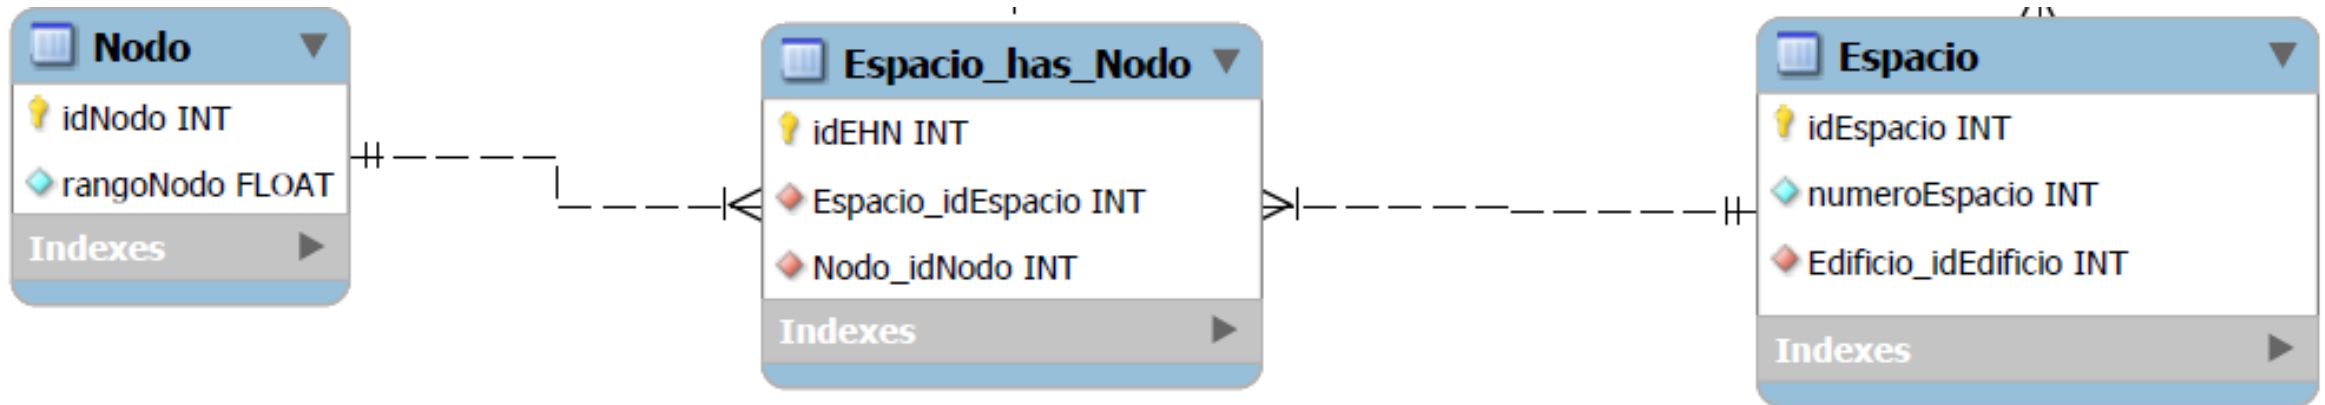 Nodo
idNodo INT
rangoNodo FLOAT
Indexes
Espacio_has_Nodo
idEHN INT
Espacio_idEspacio INT
Nodo_idNodo INT
Indexes
Espacio
idEspacio INT
numeroEspacio INT
Edificio_idEdificio INT
Indexes